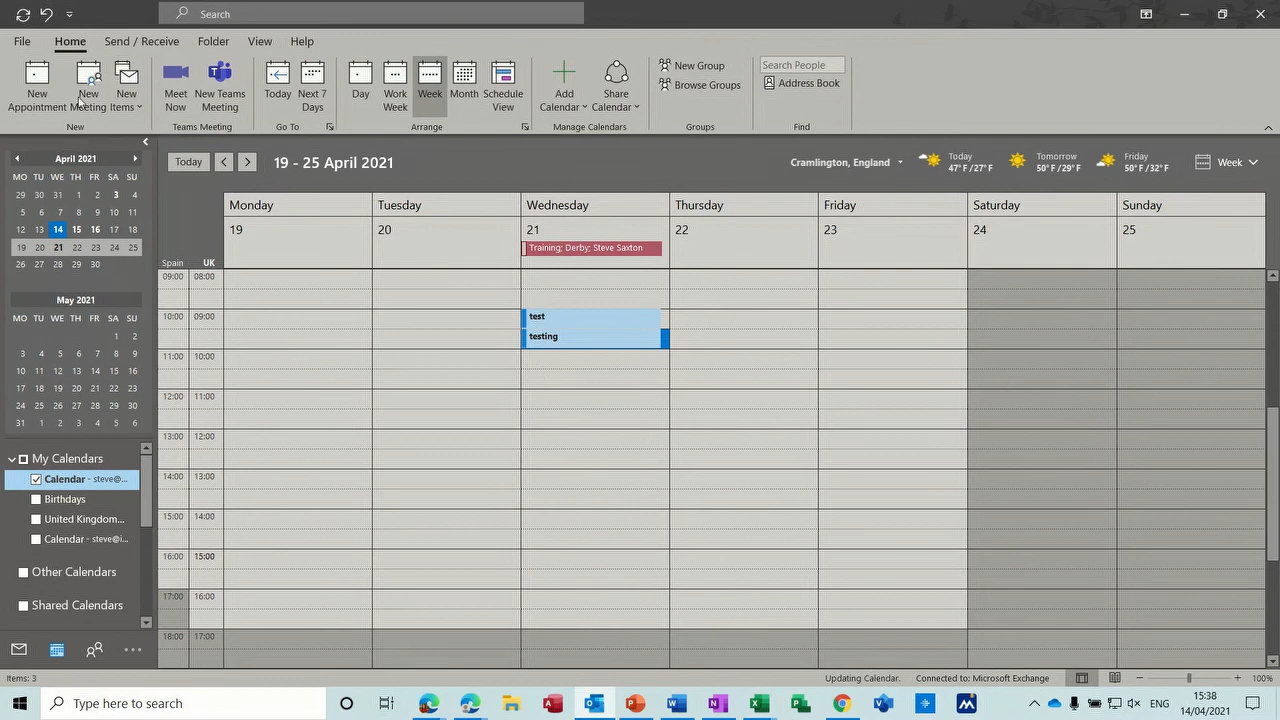 Search
File Home Send / Receive Folder View Help
New Appointment
New Meeting
New Items
Meet Now
New Teams Meeting
Today
Next 7 Days
Day
Work Week
Week
Month
Schedule View
Add Calendar
Share Calendar
New Group
Browse Groups
Search People
Address Book
New Teams Meeting Go To Arrange Manage Calendars Groups Find
April 2021
MO TU WE TH FR SA SU
29 30 31 1 2 3 4
5 6 7 8 9 10 11
12 13 14 15 16 17 18
19 20 21 22 23 24 25
26 27 28 29 30
May 2021
MO TU WE TH FR SA SU
1 2
3 4 5 6 7 8 9
10 11 12 13 14 15 16
17 18 19 20 21 22 23
24 25 26 27 28 29 30
31 1 2 3 4 5 6
My Calendars
Calendar - steve@...
Birthdays
United Kingdom...
Calendar - steve@i...
Other Calendars
Shared Calendars
Today 19 - 25 April 2021
Cramlington, England
Today 47°F/27°F
Tomorrow 50°F/29°F
Friday 50°F/32°F
Week
Monday Tuesday Wednesday Thursday Friday Saturday Sunday
19 20 21 22 23 24 25
Training; Derby; Steve Saxton
Spain UK
09:00 08:00
10:00 09:00
test
testing
11:00 10:00
12:00 11:00
13:00 12:00
14:00 13:00
15:00 14:00
16:00 15:00
17:00 16:00
18:00 17:00
Items: 3 Updating Calendar. Connected to: Microsoft Exchange 100%
Type here to search
ENG
15:38
14/04/2021